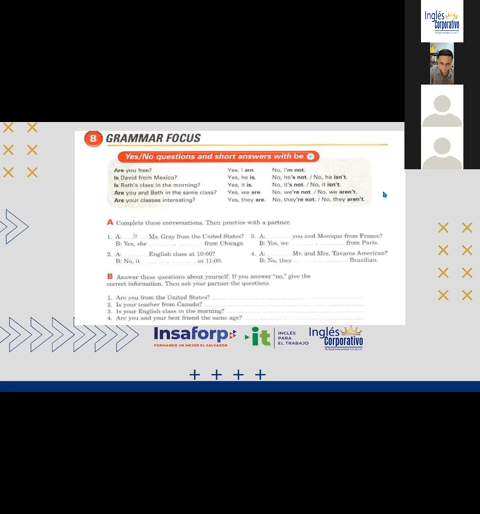 Inglés
Corporativo
8 GRAMMAR FOCUS
Yes/No questions and short answers with be
Are you free? Yes, I am. No, I'm not.
Is David from Mexico? Yes, he is. No, he's not. / No, he isn't.
Is Beth's class in the morning? Yes, it is. No, it's not. / No, it isn't.
Are you and Beth in the same class? Yes, we are. No, we're not. / No, we aren't.
Are your classes interesting? Yes, they are. No, they're not. / No, they aren't.
A Complete these conversations. Then practice with a partner.
1. A: Is Ms. Gray from the United States?
B: Yes, she from Chicago.
2. A: English class at 10:00?
B: No, it at 11:00.
3. A: you and Monique from France?
B: Yes, we from Paris.
4. A: Mr. and Mrs. Tavares American?
B: No, they Brazilian.
B Answer these questions about yourself. If you answer "no," give the
correct information. Then ask your partner the questions.
1. Are you from the United States?
2. Is your teacher from Canada?
3. Is your English class in the morning?
4. Are you and your best friend the same age?
Insaforp
FORMANDO UN MEJOR EL SALVADOR
it
INGLÉS
PARA
EL TRABAJO
Inglés
Corporativo